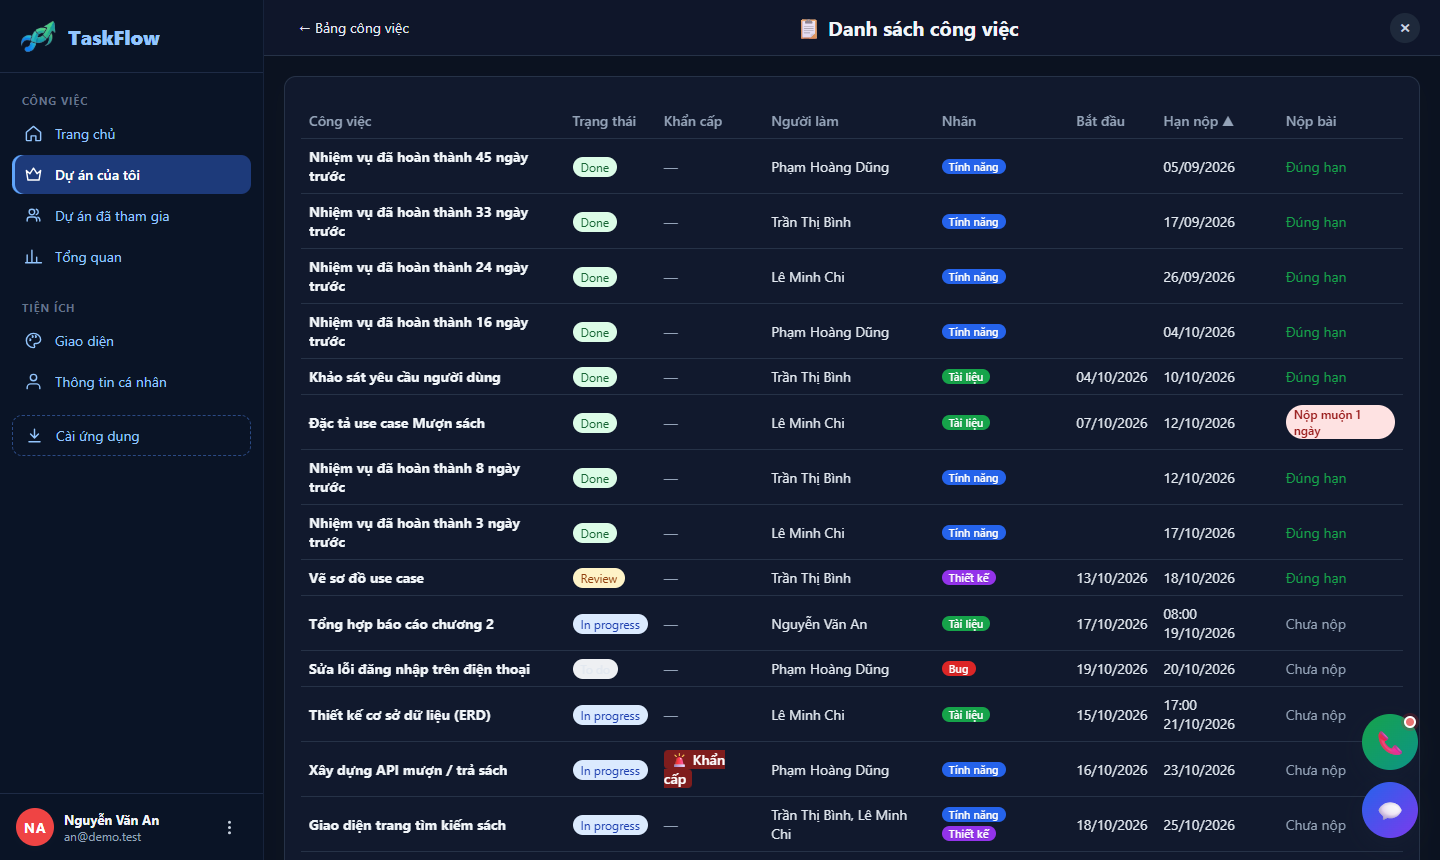 TaskFlow
← Bảng công việc
Danh sách công việc
CÔNG VIỆC
Trang chủ
Dự án của tôi
Dự án đã tham gia
Tổng quan
TIỆN ÍCH
Giao diện
Thông tin cá nhân
Cài ứng dụng
NA
Nguyễn Văn An
an@demo.test
Công việc Trạng thái Khẩn cấp Người làm Nhãn Bắt đầu Hạn nộp ▲ Nộp bài
Nhiệm vụ đã hoàn thành 45 ngày
trước
Done — Phạm Hoàng Dũng Tính năng 05/09/2026 Đúng hạn
Nhiệm vụ đã hoàn thành 33 ngày
trước
Done — Trần Thị Bình Tính năng 17/09/2026 Đúng hạn
Nhiệm vụ đã hoàn thành 24 ngày
trước
Done — Lê Minh Chi Tính năng 26/09/2026 Đúng hạn
Nhiệm vụ đã hoàn thành 16 ngày
trước
Done — Phạm Hoàng Dũng Tính năng 04/10/2026 Đúng hạn
Khảo sát yêu cầu người dùng Done — Trần Thị Bình Tài liệu 04/10/2026 10/10/2026 Đúng hạn
Đặc tả use case Mượn sách Done — Lê Minh Chi Tài liệu 07/10/2026 12/10/2026 Nộp muộn 1
ngày
Nhiệm vụ đã hoàn thành 8 ngày
trước
Done — Trần Thị Bình Tính năng 12/10/2026 Đúng hạn
Nhiệm vụ đã hoàn thành 3 ngày
trước
Done — Lê Minh Chi Tính năng 17/10/2026 Đúng hạn
Vẽ sơ đồ use case Review — Trần Thị Bình Thiết kế 13/10/2026 18/10/2026 Đúng hạn
Tổng hợp báo cáo chương 2 In progress — Nguyễn Văn An Tài liệu 17/10/2026 08:00
19/10/2026 Chưa nộp
Sửa lỗi đăng nhập trên điện thoại — Phạm Hoàng Dũng Bug 19/10/2026 20/10/2026 Chưa nộp
Thiết kế cơ sở dữ liệu (ERD) In progress — Lê Minh Chi Tài liệu 15/10/2026 17:00
21/10/2026 Chưa nộp
Xây dựng API mượn / trả sách In progress Khẩn
cấp Phạm Hoàng Dũng Tính năng 16/10/2026 23/10/2026 Chưa nộp
Giao diện trang tìm kiếm sách In progress — Trần Thị Bình, Lê Minh
Chi Tính năng
Thiết kế 18/10/2026 25/10/2026 Chưa nộp